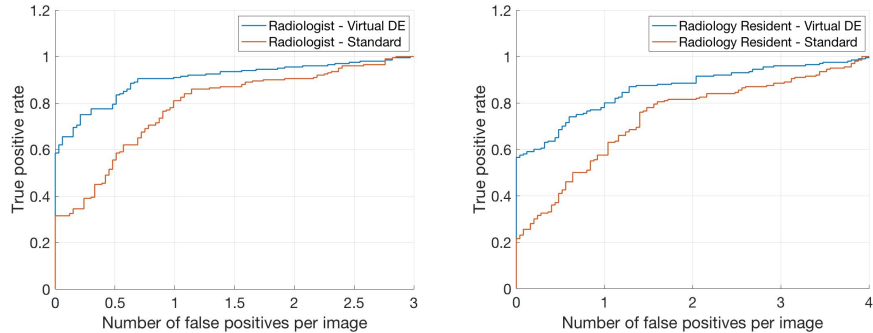 1.2
1
0.8
0.6
0.4
0.2
0
True positive rate
Radiologist - Virtual DE
Radiologist - Standard
0 0.5 1 1.5 2 2.5 3
Number of false positives per image
1.2
1
0.8
0.6
0.4
0.2
0
True positive rate
Radiology Resident - Virtual DE
Radiology Resident - Standard
0 1 2 3 4
Number of false positives per image